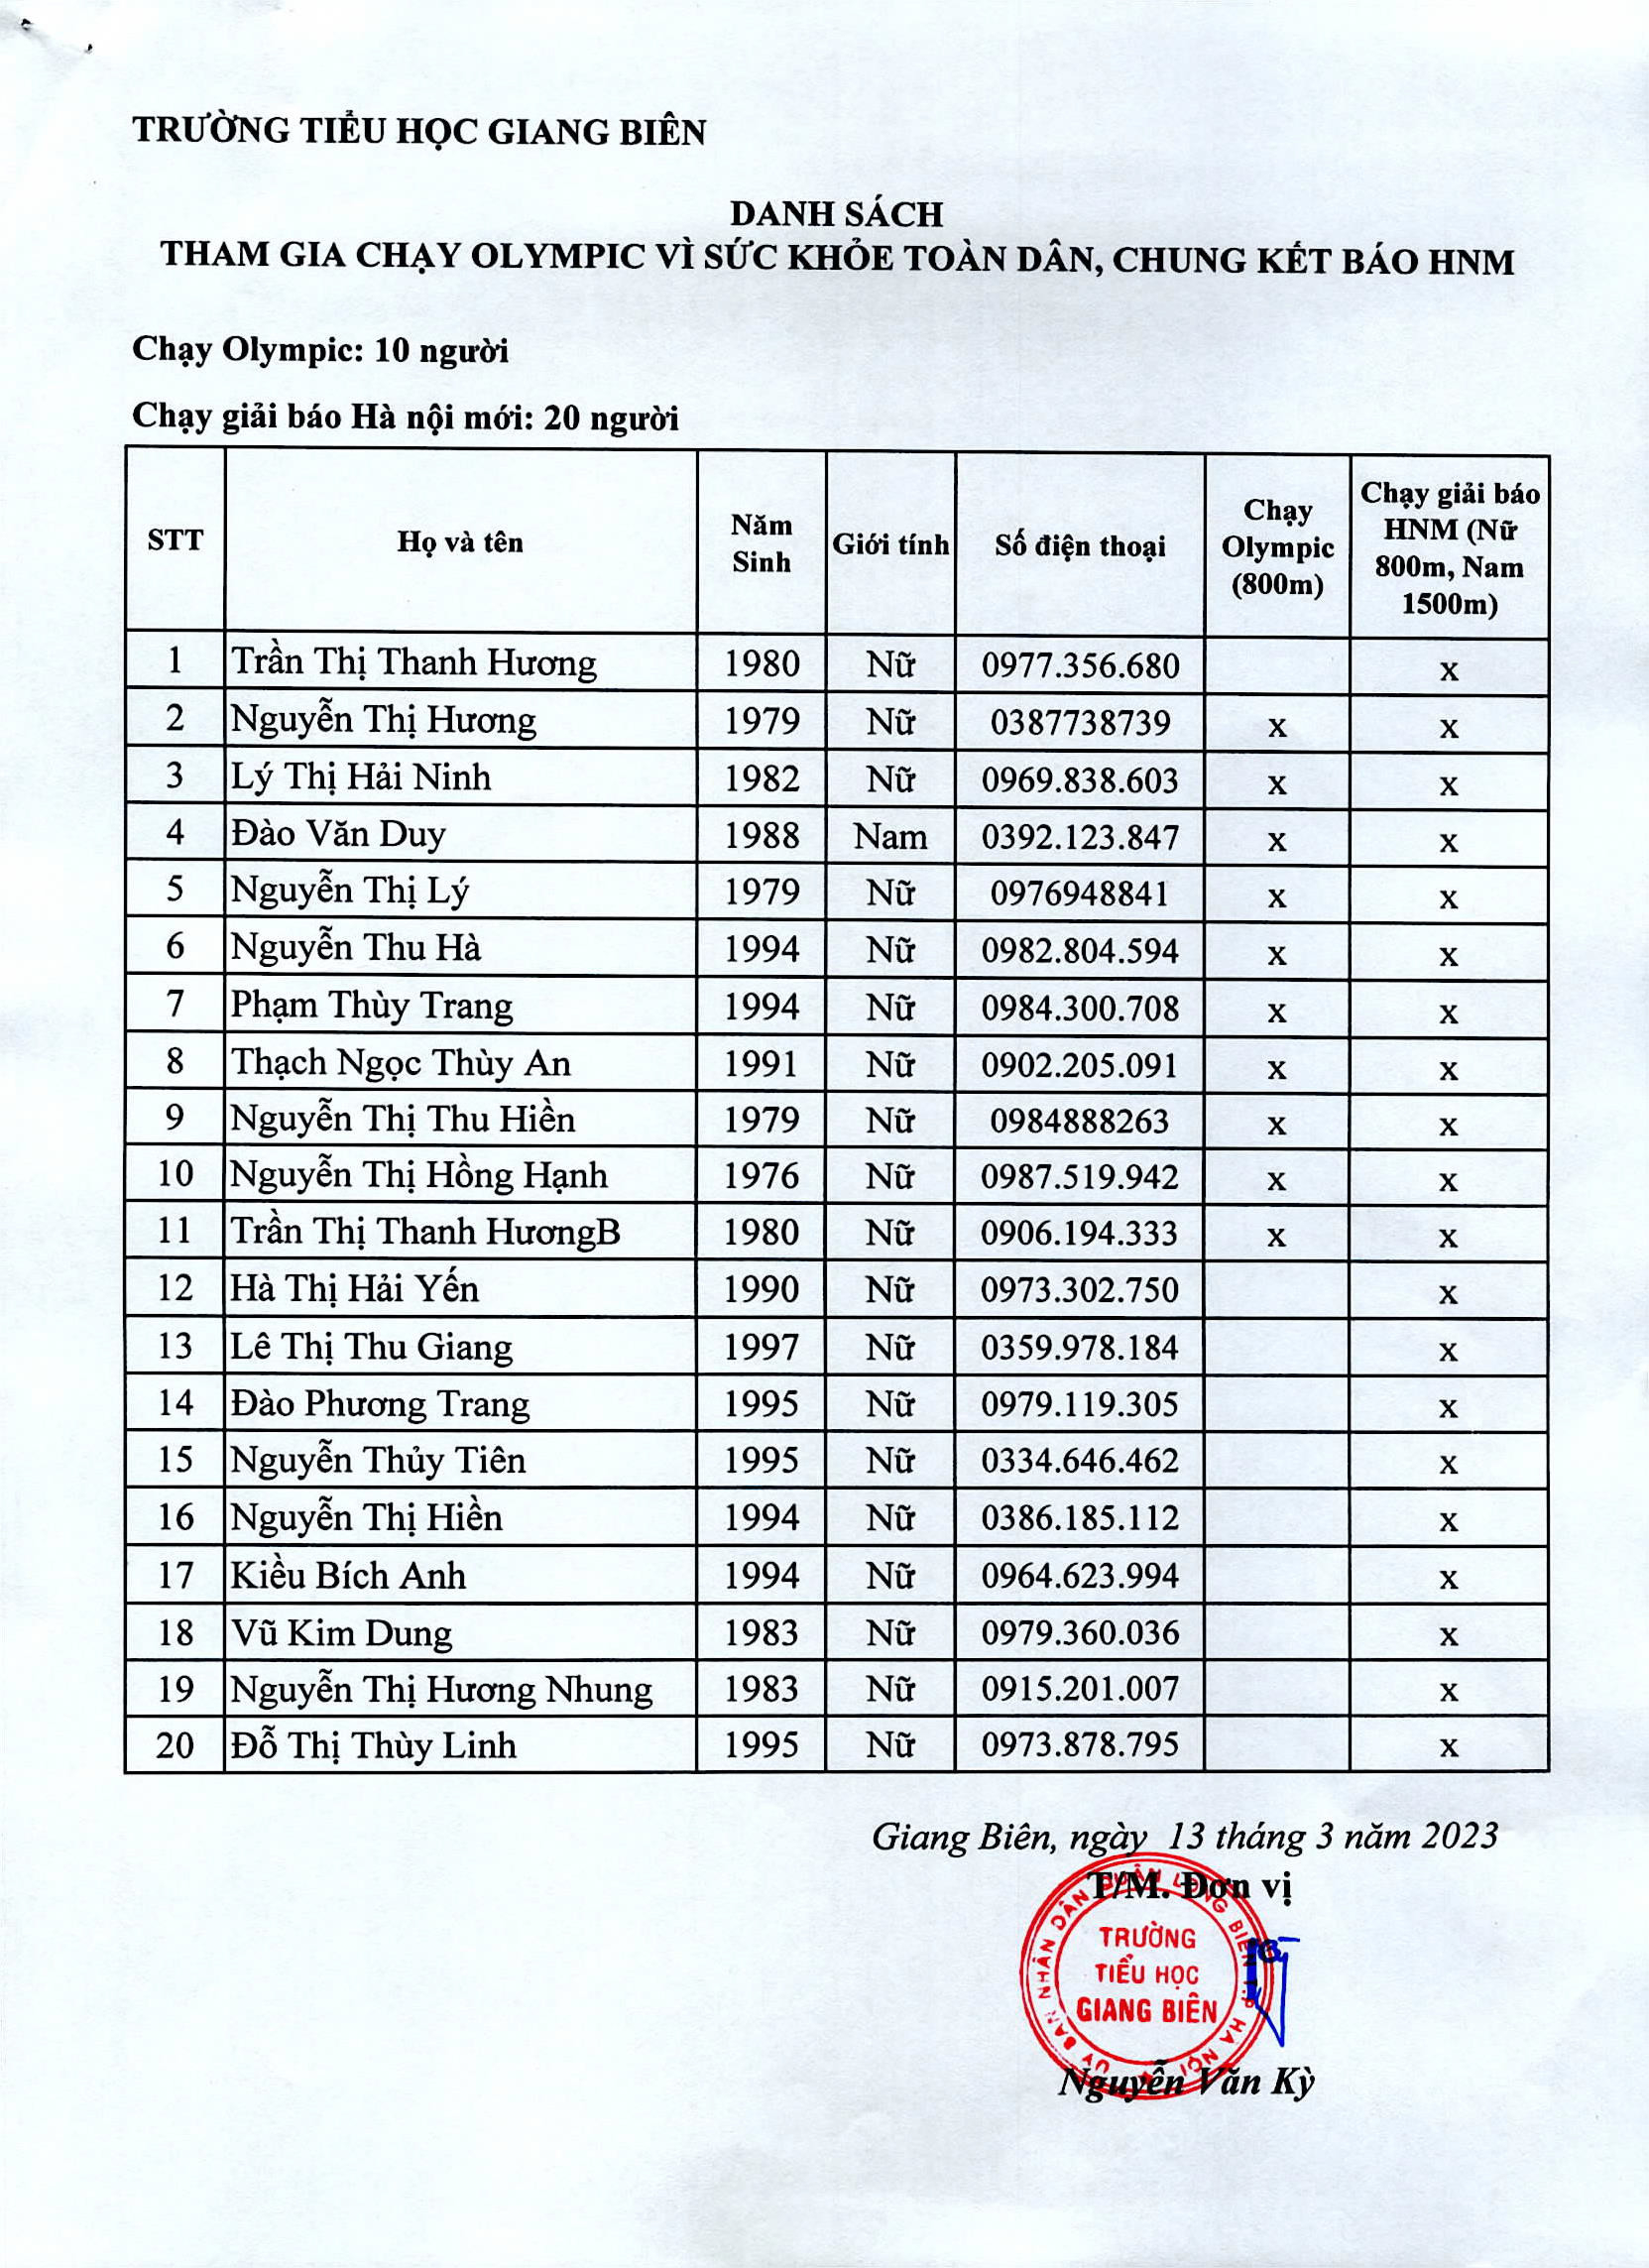 TRƯỜNG TIỂU HỌC GIANG BIÊN
DANH SÁCH
THAM GIA CHẠY OLYMPIC VÌ SỨC KHỎE TOÀN DÂN, CHUNG KẾT BÁO HNM
Chạy Olympic: 10 người
Chạy giải báo Hà nội mới: 20 người
STT Họ và tên Năm Sinh Giới tính Số điện thoại Chạy Olympic (800m) Chạy giải báo HNM (Nữ 800m, Nam 1500m)
1 Trần Thị Thanh Hương 1980 Nữ 0977.356.680 x
2 Nguyễn Thị Hương 1979 Nữ 0387738739 x x
3 Lý Thị Hải Ninh 1982 Nữ 0969.838.603 x x
4 Đào Văn Duy 1988 Nam 0392.123.847 x x
5 Nguyễn Thị Lý 1979 Nữ 0976948841 x x
6 Nguyễn Thu Hà 1994 Nữ 0982.804.594 x x
7 Phạm Thùy Trang 1994 Nữ 0984.300.708 x x
8 Thạch Ngọc Thùy An 1991 Nữ 0902.205.091 x x
9 Nguyễn Thị Thu Hiền 1979 Nữ 0984888263 x x
10 Nguyễn Thị Hồng Hạnh 1976 Nữ 0987.519.942 x x
11 Trần Thị Thanh HươngB 1980 Nữ 0906.194.333 x x
12 Hà Thị Hải Yến 1990 Nữ 0973.302.750 x
13 Lê Thị Thu Giang 1997 Nữ 0359.978.184 x
14 Đào Phương Trang 1995 Nữ 0979.119.305 x
15 Nguyễn Thủy Tiên 1995 Nữ 0334.646.462 x
16 Nguyễn Thị Hiền 1994 Nữ 0386.185.112 x
17 Kiều Bích Anh 1994 Nữ 0964.623.994 x
18 Vũ Kim Dung 1983 Nữ 0979.360.036 x
19 Nguyễn Thị Hương Nhung 1983 Nữ 0915.201.007 x
20 Đỗ Thị Thùy Linh 1995 Nữ 0973.878.795 x
Giang Biên, ngày 13 tháng 3 năm 2023
T/M. Đơn vị
ỦY BAN NHÂN DÂN QUẬN LONG BIÊN T.P HÀ NỘI
TRƯỜNG
TIỂU HỌC
GIANG BIÊN
Nguyễn Văn Kỳ